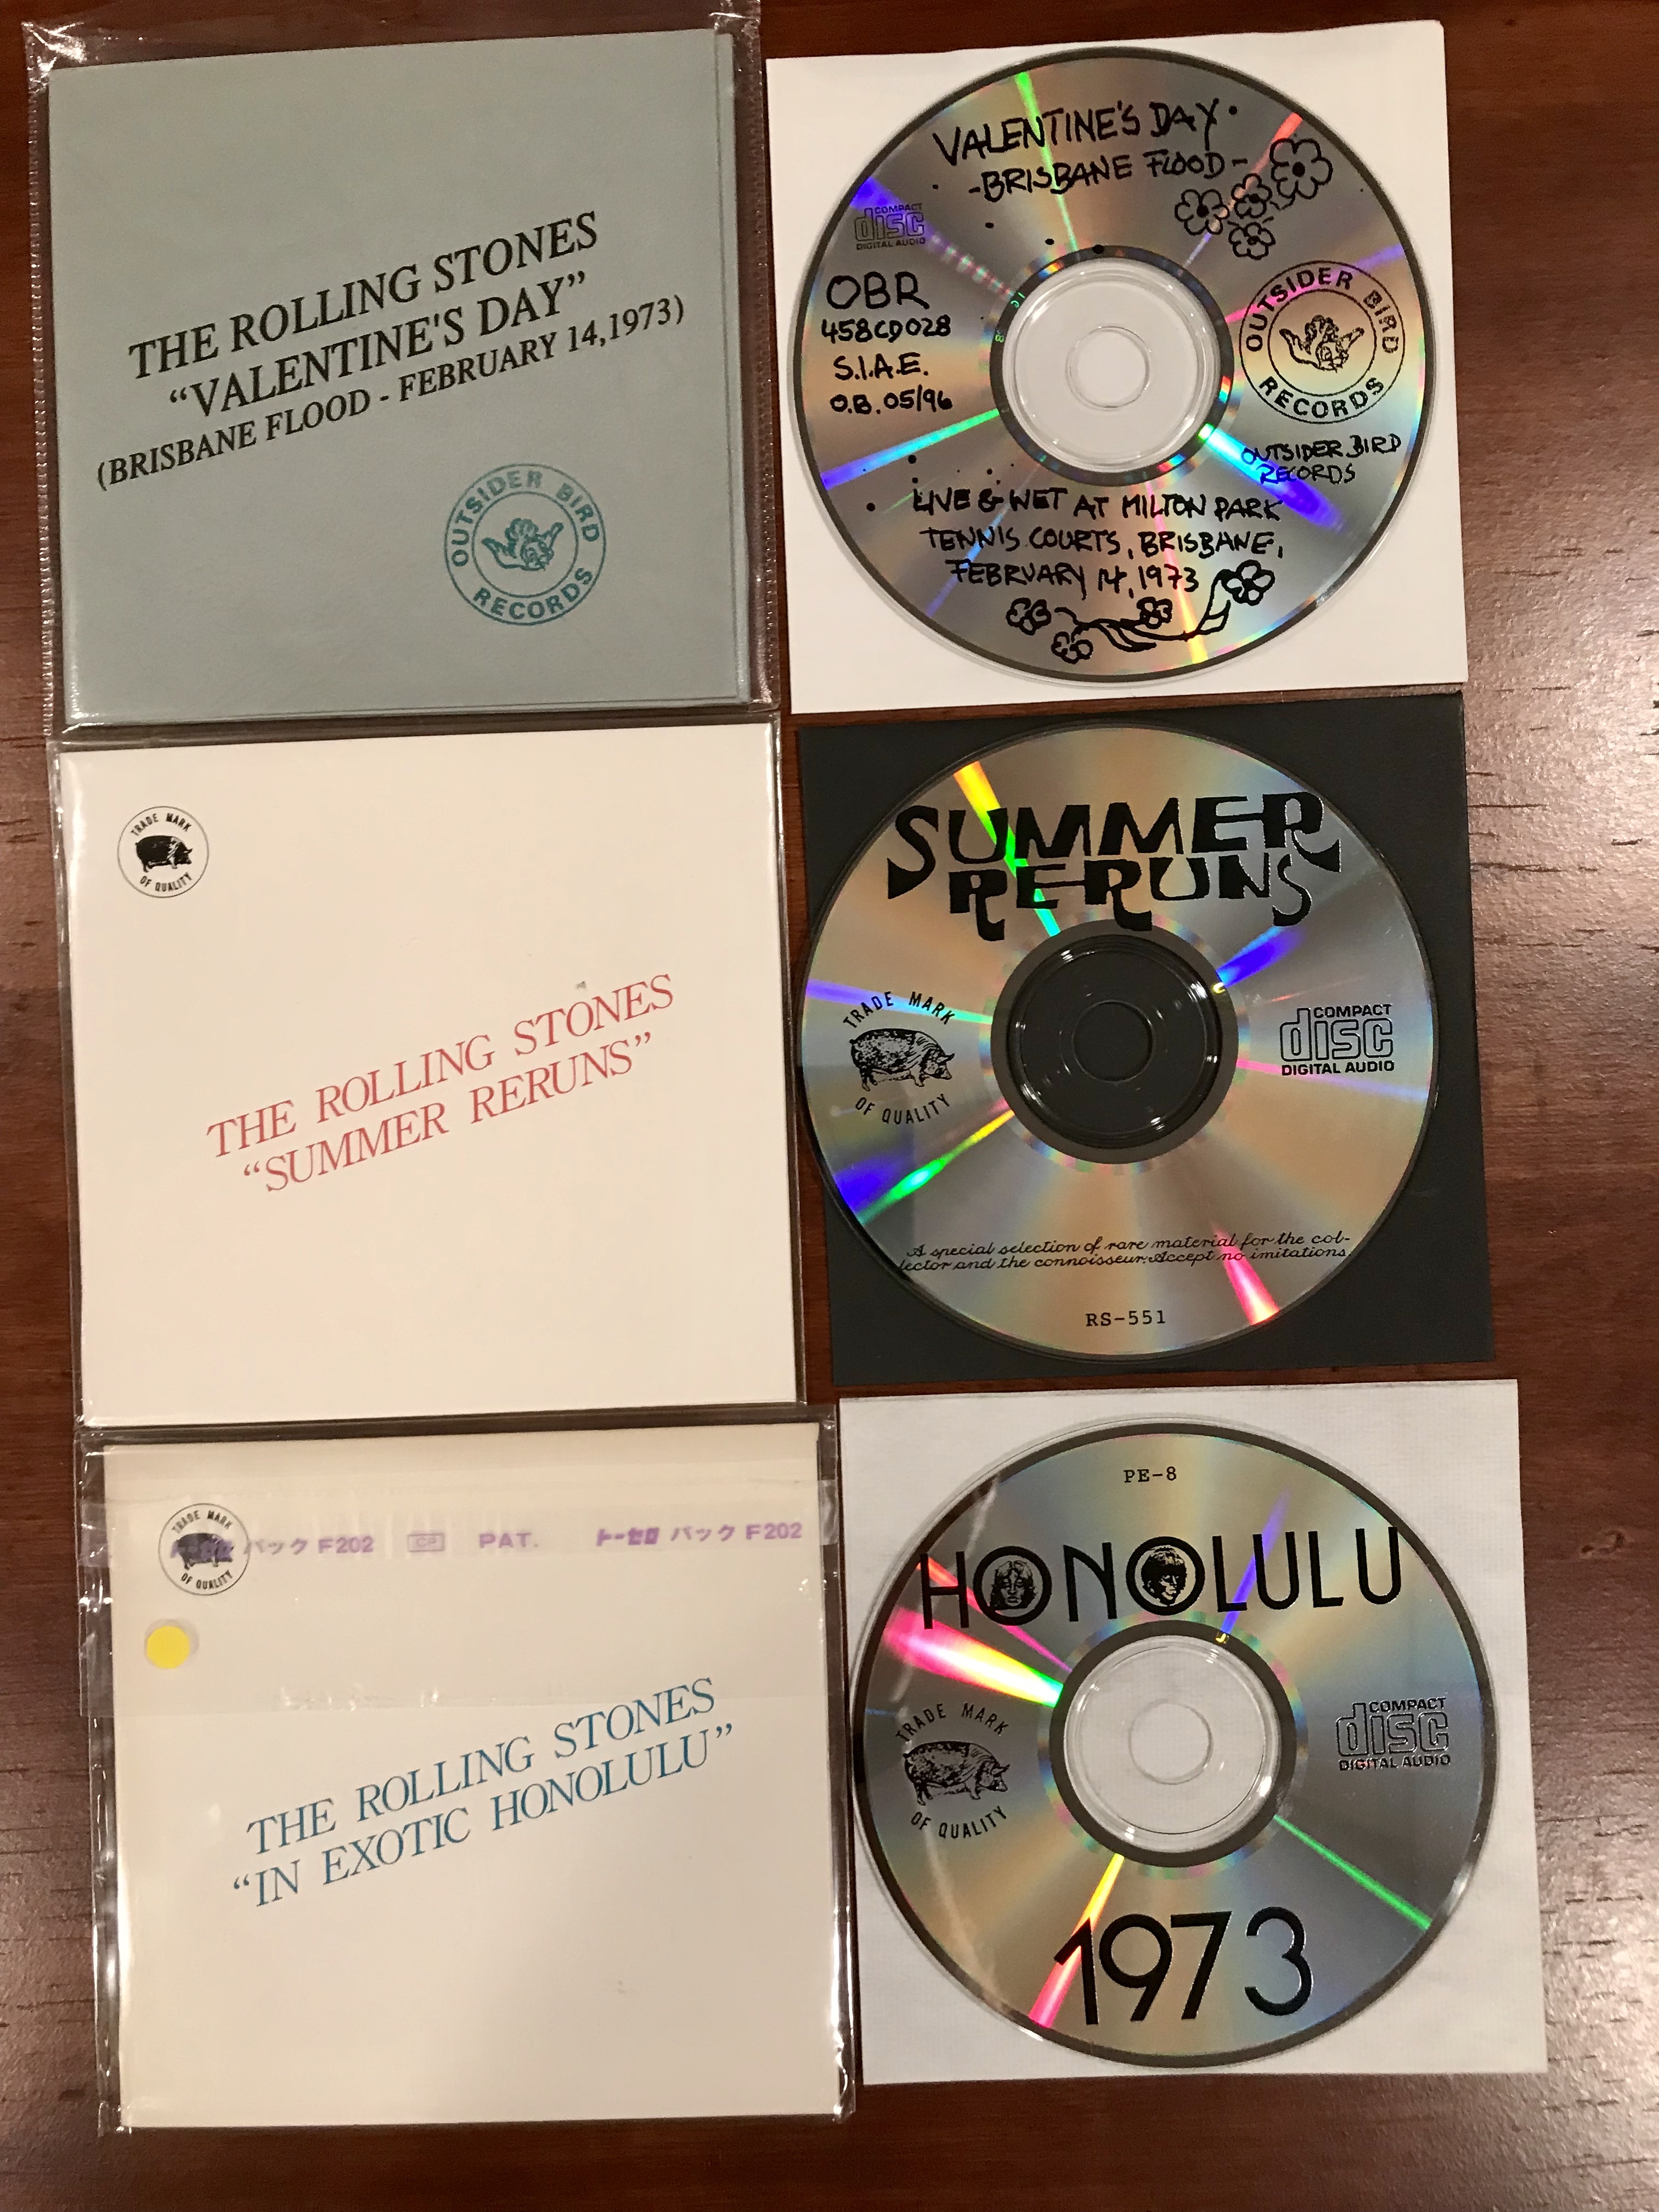 THE ROLLING STONES
“VALENTINE'S DAY”
(BRISBANE FLOOD - FEBRUARY 14,1973)
OUTSIDER BIRD
RECORDS
VALENTINE'S DAY
-BRISBANE FLOOD-
COMPACT
disc
DIGITAL AUDIO
OBR
458CD028
S.I.A.E.
O.B. 05/96
OUTSIDER BIRD
RECORDS
OUTSIDER BIRD
RECORDS
LIVE & WET AT MILTON PARK
TENNIS COURTS, BRISBANE,
FEBRUARY 14, 1973
TRADE MARK
OF QUALITY
THE ROLLING STONES
“SUMMER RERUNS”
SUMMER
RERUNS
TRADE MARK
OF QUALITY
COMPACT
disc
DIGITAL AUDIO
A special selection of rare material for the col-
lector and the connoisseur. Accept no imitations.
RS-551
TRADE MARK
OF QUALITY
パック F202 CP PAT. トーセロ パック F202
THE ROLLING STONES
“IN EXOTIC HONOLULU”
PE-8
HONOLULU
TRADE MARK
OF QUALITY
COMPACT
disc
DIGITAL AUDIO
1973